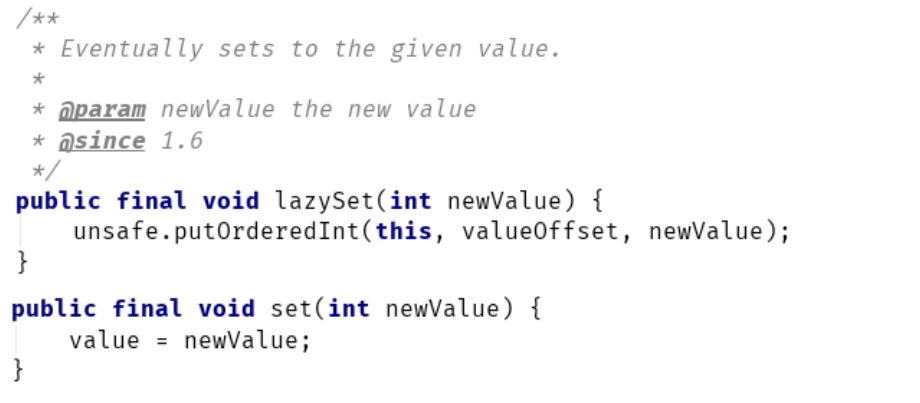 /**
 * Eventually sets to the given value.
 *
 * @param newValue the new value
 * @since 1.6
 */
public final void lazySet(int newValue) {
    unsafe.putOrderedInt(this, valueOffset, newValue);
}
public final void set(int newValue) {
    value = newValue;
}